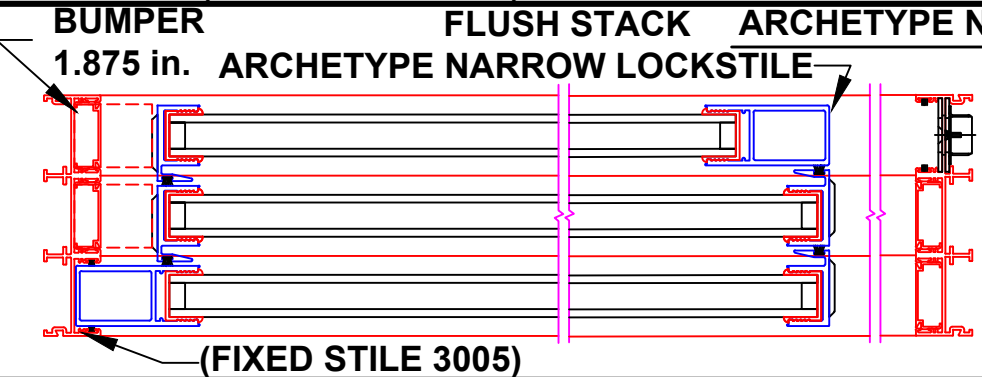 BUMPER
1.875 in.
FLUSH STACK
ARCHETYPE N
ARCHETYPE NARROW LOCKSTILE
(FIXED STILE 3005)